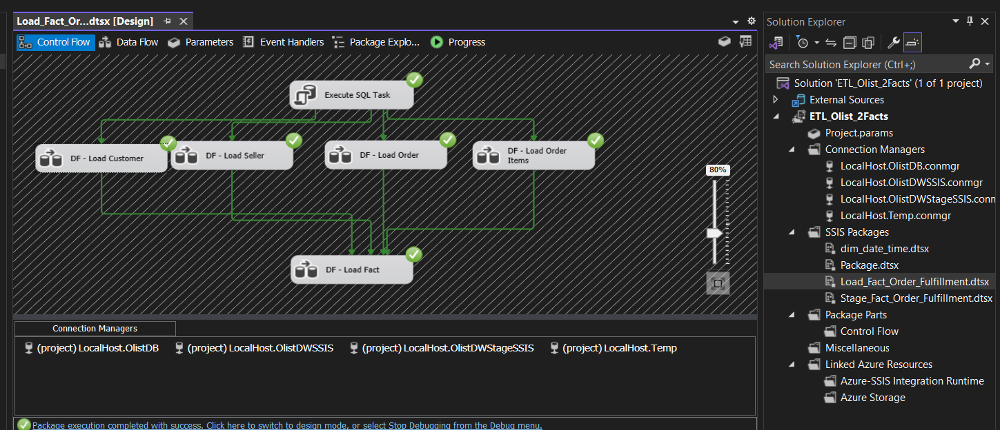 Load_Fact_Or...dtsx [Design]
Control Flow
Data Flow
Parameters
Event Handlers
Package Explo...
Progress
Execute SQL Task
DF - Load Customer
DF - Load Seller
DF - Load Order
DF - Load Order
Items
DF - Load Fact
80%
Connection Managers
(project) LocalHost.OlistDB
(project) LocalHost.OlistDWSSIS
(project) LocalHost.OlistDWStageSSIS
(project) LocalHost.Temp
Package execution completed with success. Click here to switch to design mode, or select Stop Debugging from the Debug menu.
Solution Explorer
Search Solution Explorer (Ctrl+;)
Solution 'ETL_Olist_2Facts' (1 of 1 project)
External Sources
ETL_Olist_2Facts
Project.params
Connection Managers
LocalHost.OlistDB.conmgr
LocalHost.OlistDWSSIS.conmgr
LocalHost.OlistDWStageSSIS.conn
LocalHost.Temp.conmgr
SSIS Packages
dim_date_time.dtsx
Package.dtsx
Load_Fact_Order_Fulfillment.dtsx
Stage_Fact_Order_Fulfillment.dtsx
Package Parts
Control Flow
Miscellaneous
Linked Azure Resources
Azure-SSIS Integration Runtime
Azure Storage